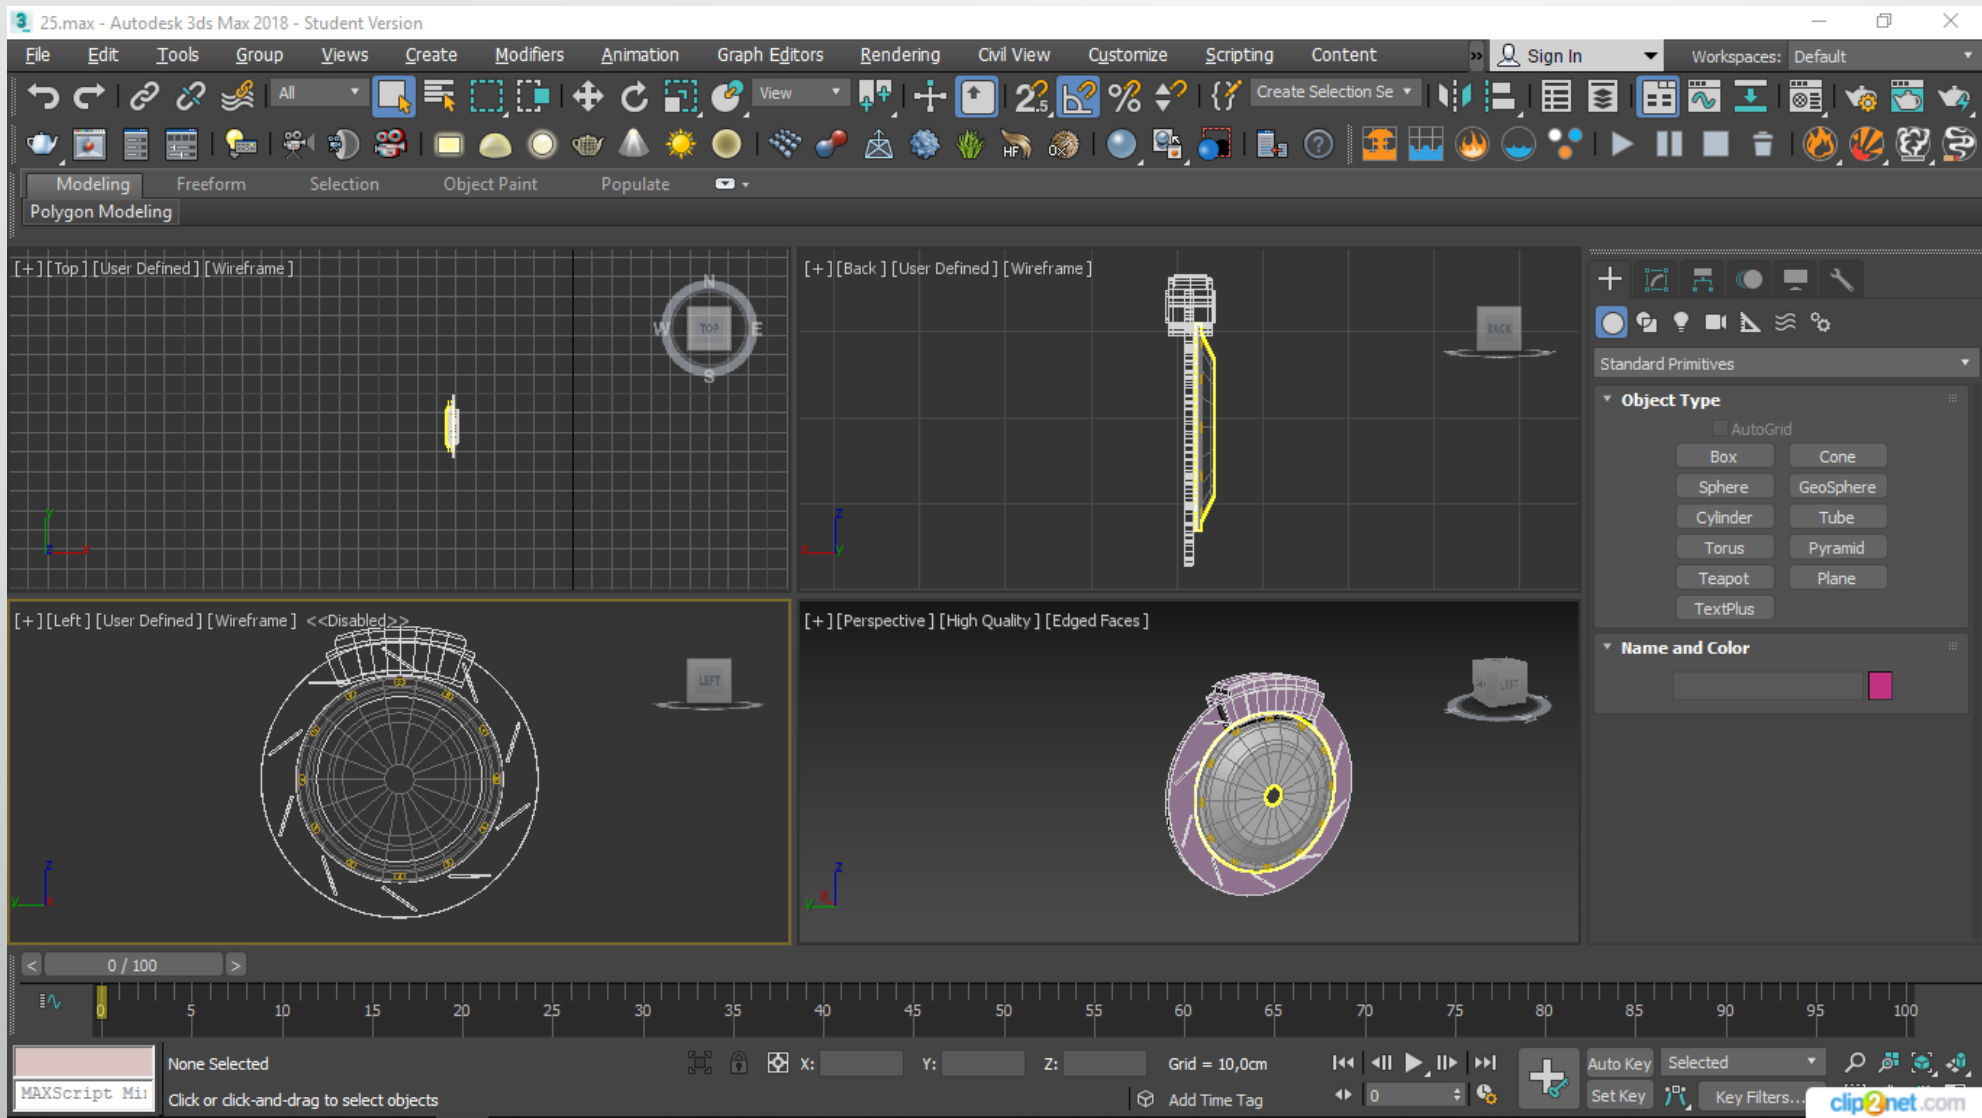 25.max - Autodesk 3ds Max 2018 - Student Version
File Edit Tools Group Views Create Modifiers Animation Graph Editors Rendering Civil View Customize Scripting Content » Sign In Workspaces: Default
All View 2.5 Create Selection Se
HF
Modeling Freeform Selection Object Paint Populate
Polygon Modeling
[+][Top][User Defined][Wireframe]
N
W TOP E
S
y
z x
[+][Back][User Defined][Wireframe]
BACK
z
x y
[+][Left][User Defined][Wireframe] <<Disabled>>
LEFT
z
y x
[+][Perspective][High Quality][Edged Faces]
LEFT
z
y x
Standard Primitives
Object Type
AutoGrid
Box Cone
Sphere GeoSphere
Cylinder Tube
Torus Pyramid
Teapot Plane
TextPlus
Name and Color
< 0 / 100 >
0 5 10 15 20 25 30 35 40 45 50 55 60 65 70 75 80 85 90 95 100
None Selected X: Y: Z: Grid = 10,0cm Auto Key Selected
MAXScript Mi
Click or click-and-drag to select objects Add Time Tag 0 Set Key Key Filters...
clip2net.com